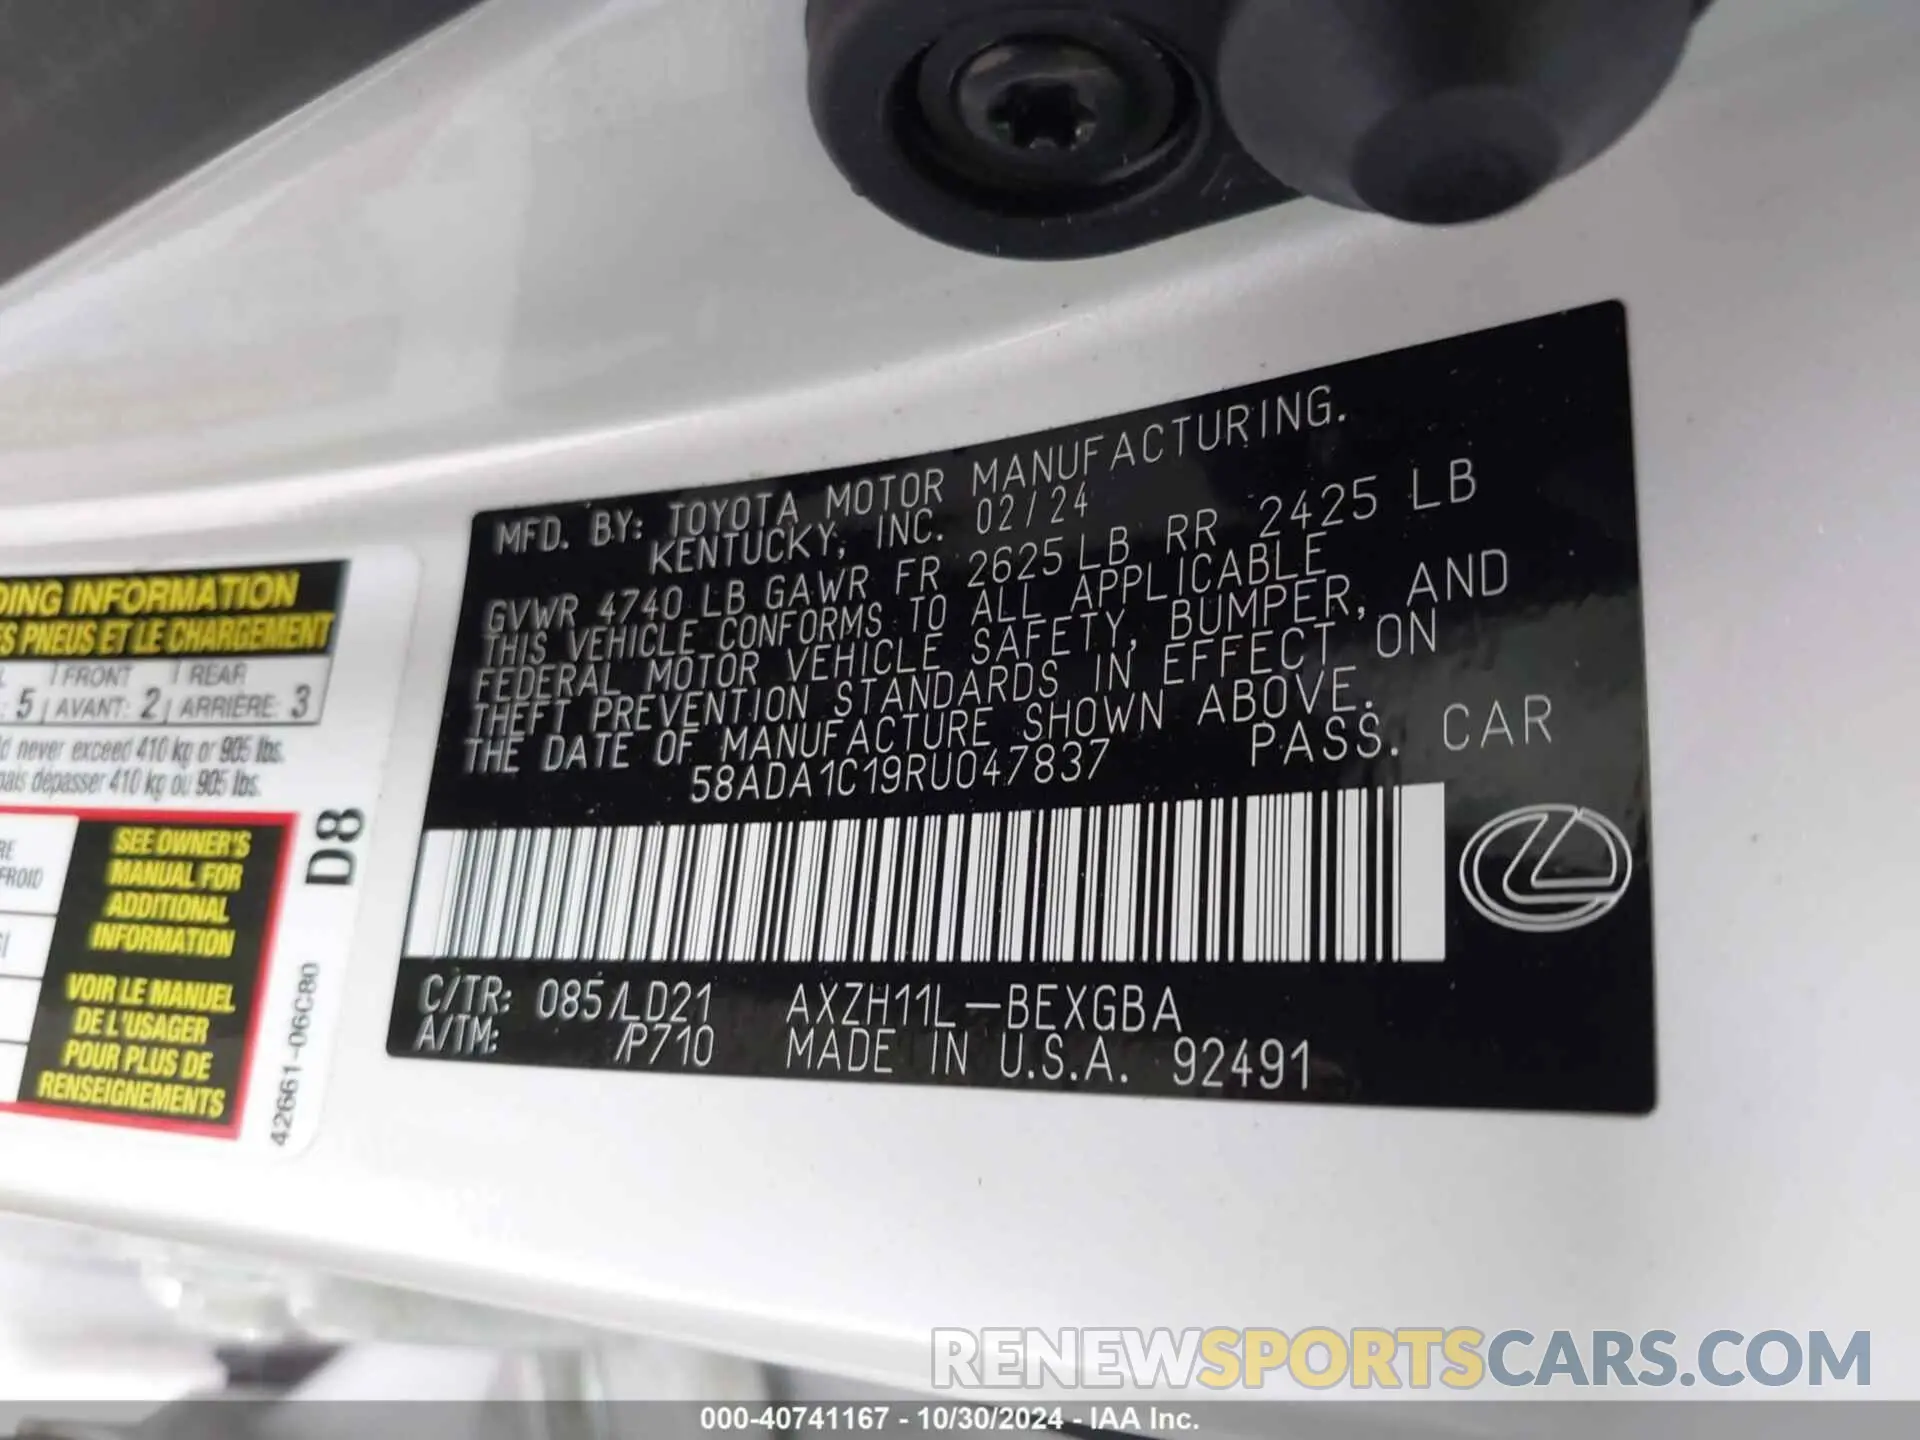 MFD. BY: TOYOTA MOTOR MANUFACTURING.
KENTUCKY, INC. 02/24
GVWR 4740 LB GAWR FR 2625 LB RR 2425 LB
THIS VEHICLE CONFORMS TO ALL APPLICABLE
FEDERAL MOTOR VEHICLE SAFETY, BUMPER, AND
THEFT PREVENTION STANDARDS IN EFFECT ON
THE DATE OF MANUFACTURE SHOWN ABOVE.
58ADA1C19RU047837 PASS. CAR
C/TR: 085/LD21 AXZH11L-BEXGBA
A/TM: /P710 MADE IN U.S.A. 92491
DING INFORMATION
ES PNEUS ET LE CHARGEMENT
FRONT REAR
: 5 AVANT: 2 ARRIÈRE: 3
d never exceed 410 kg or 905 lbs.
ais dépasser 410 kg ou 905 lbs.
RE
FROID
SEE OWNER'S
MANUAL FOR
ADDITIONAL
INFORMATION
VOIR LE MANUEL
DE L'USAGER
POUR PLUS DE
RENSEIGNEMENTS
D8
42661-06C80
RENEWSPORTSCARS.COM
000-40741167 - 10/30/2024 - IAA Inc.